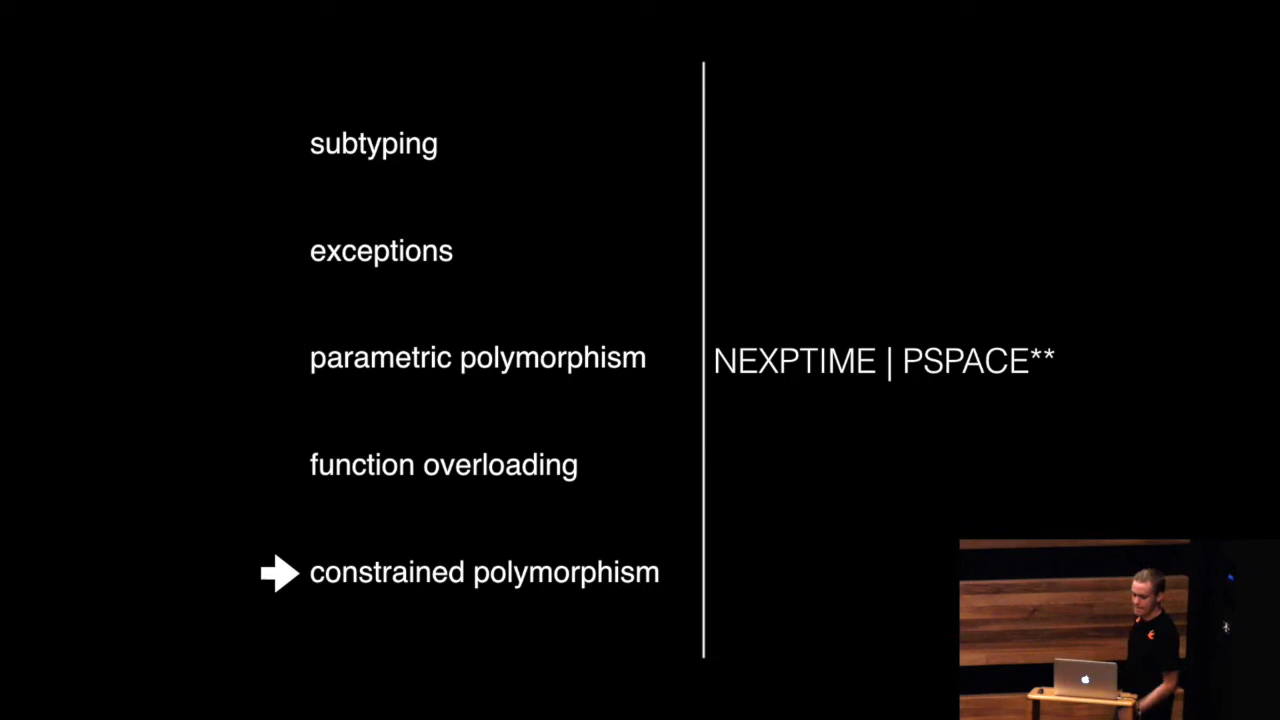 subtyping
exceptions
parametric polymorphism
NEXPTIME | PSPACE**
function overloading
constrained polymorphism